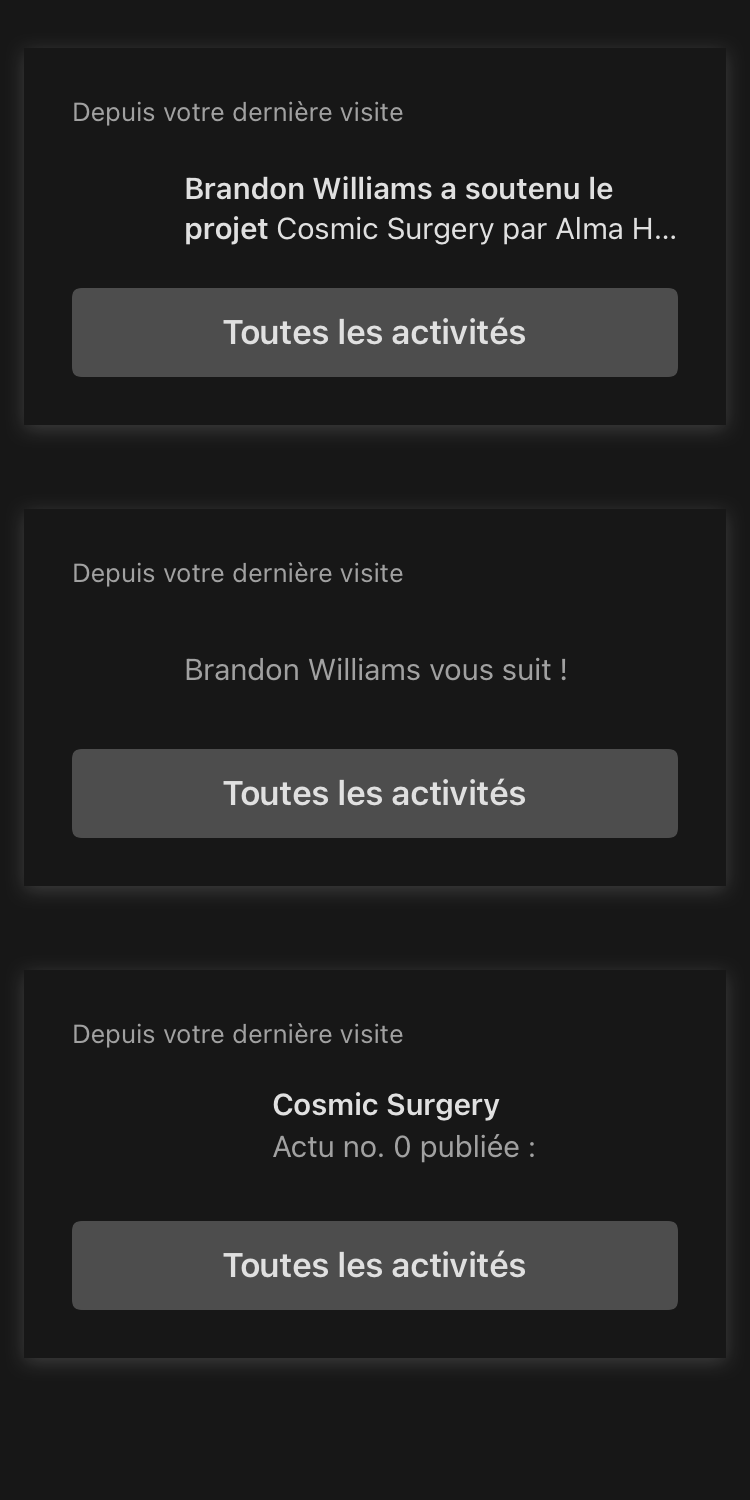 Depuis votre dernière visite
Brandon Williams a soutenu le
projet Cosmic Surgery par Alma H...
Toutes les activités
Depuis votre dernière visite
Brandon Williams vous suit !
Toutes les activités
Depuis votre dernière visite
Cosmic Surgery
Actu no. 0 publiée :
Toutes les activités